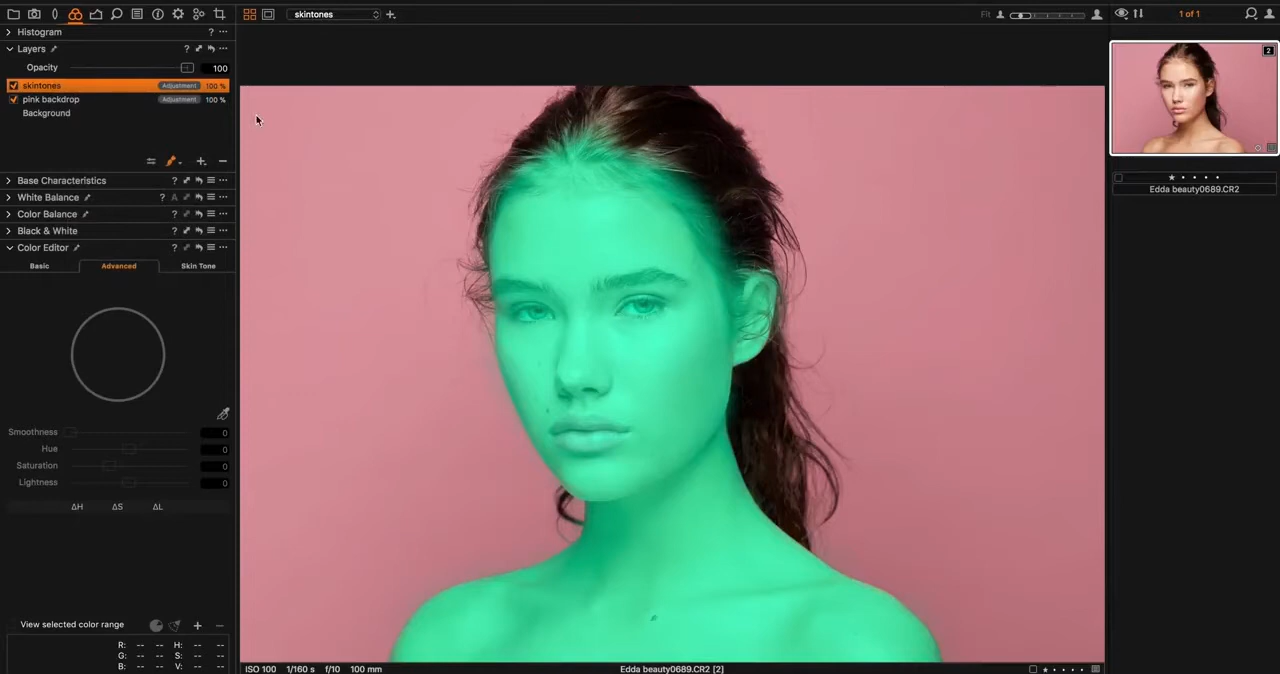 skintones
Fit
1 of 1
Histogram
? ...
Layers
? ...
Opacity
100
skintones Adjustment 100 %
pink backdrop Adjustment 100 %
Background
Base Characteristics
? ...
White Balance
? A ...
Color Balance
? ...
Black & White
? ...
Color Editor
? ...
Basic Advanced Skin Tone
Smoothness 0
Hue 0
Saturation 0
Lightness 0
ΔH ΔS ΔL
View selected color range
R: -- -- H: -- --
G: -- -- S: -- --
B: -- -- V: -- --
ISO 100 1/160 s f/10 100 mm
Edda beauty0689.CR2 [2]
2
Edda beauty0689.CR2